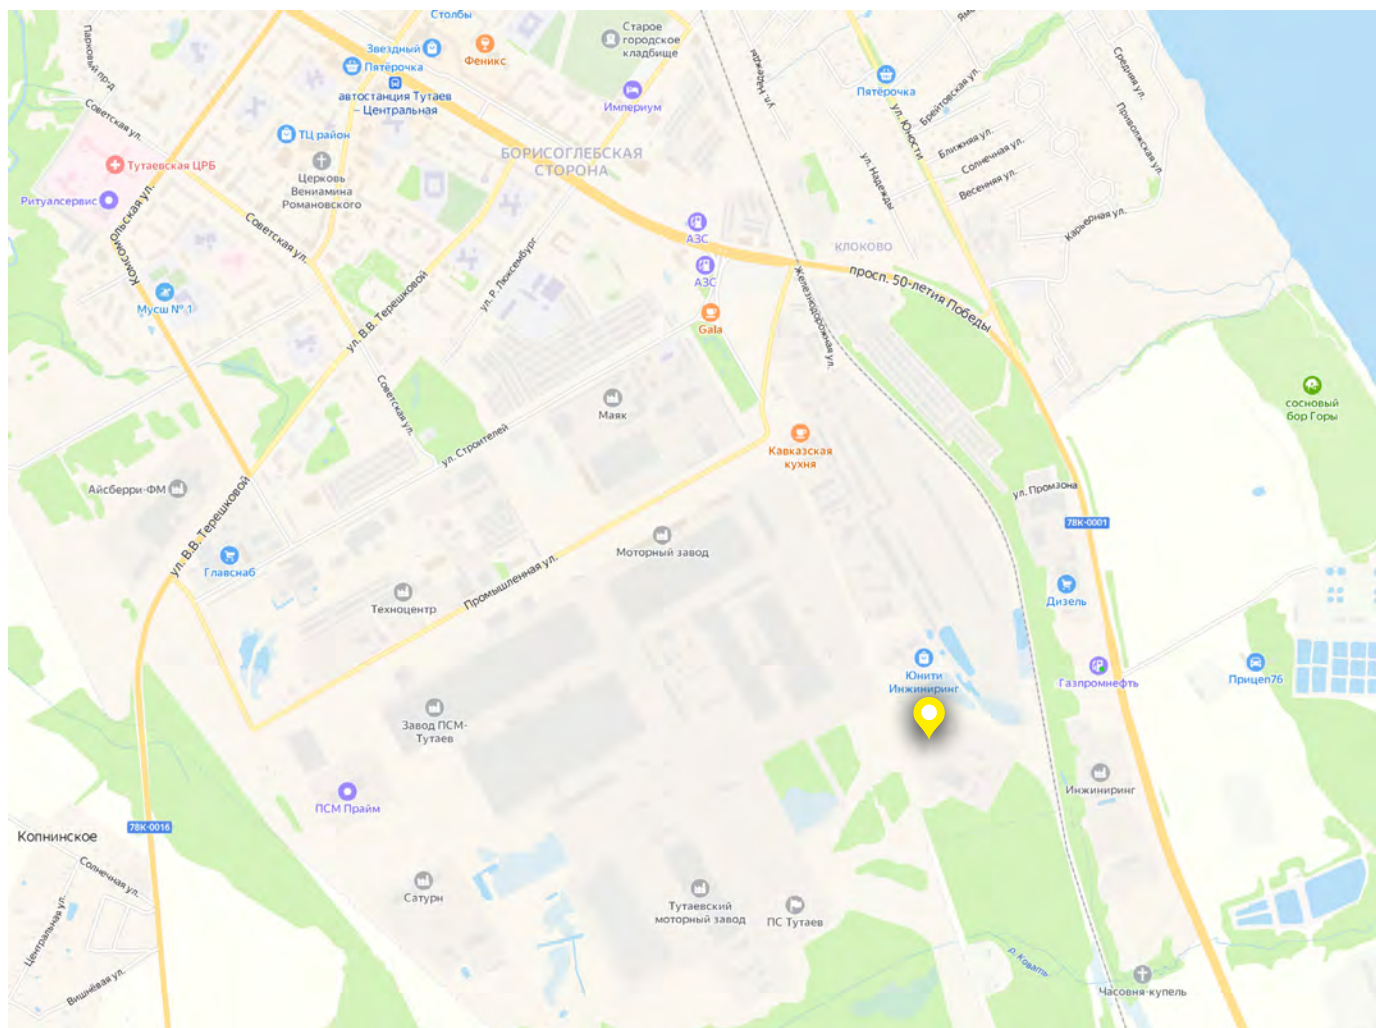 Столбы
Звездный
Феникс
Пятёрочка
автостанция Тутаев
– Центральная
Старое
городское
кладбище
Империум
ул. Надежды
Пятёрочка
ул. Юности
Брейтовская ул.
Ближняя ул.
Солнечная ул.
Весенняя ул.
Средняя ул.
Приволжская ул.
Карьерная ул.
ул. Надежды
Парковый пр-д
Советская ул.
ТЦ район
Тутаевская ЦРБ
Церковь
Вениамина
Романовского
Ритуалсервис
БОРИСОГЛЕБСКАЯ
СТОРОНА
Комсомольская ул.
Советская ул.
ул. Р. Люксембург
АЗС
АЗС
КЛОКОВО
просп. 50-летия Победы
Железнодорожная ул.
Мусш № 1
ул. В.В. Терешковой
Gala
Советская ул.
Маяк
сосновый
бор Горы
ул. Строителей
Кавказская
кухня
Айсберри-ФМ
ул. В.В. Терешковой
ул. Промзона
78К-0001
Главснаб
Моторный завод
Промышленная ул.
Техноцентр
Дизель
Юнити
Инжиниринг
Газпромнефть
Прицеп76
Завод ПСМ-
Тутаев
ПСМ Прайм
Инжиниринг
78К-0016
Копнинское
Солнечная ул.
Центральная ул.
Вишнёвая ул.
Сатурн
Тутаевский
моторный завод
ПС Тутаев
р. Ковать
Часовня-купель